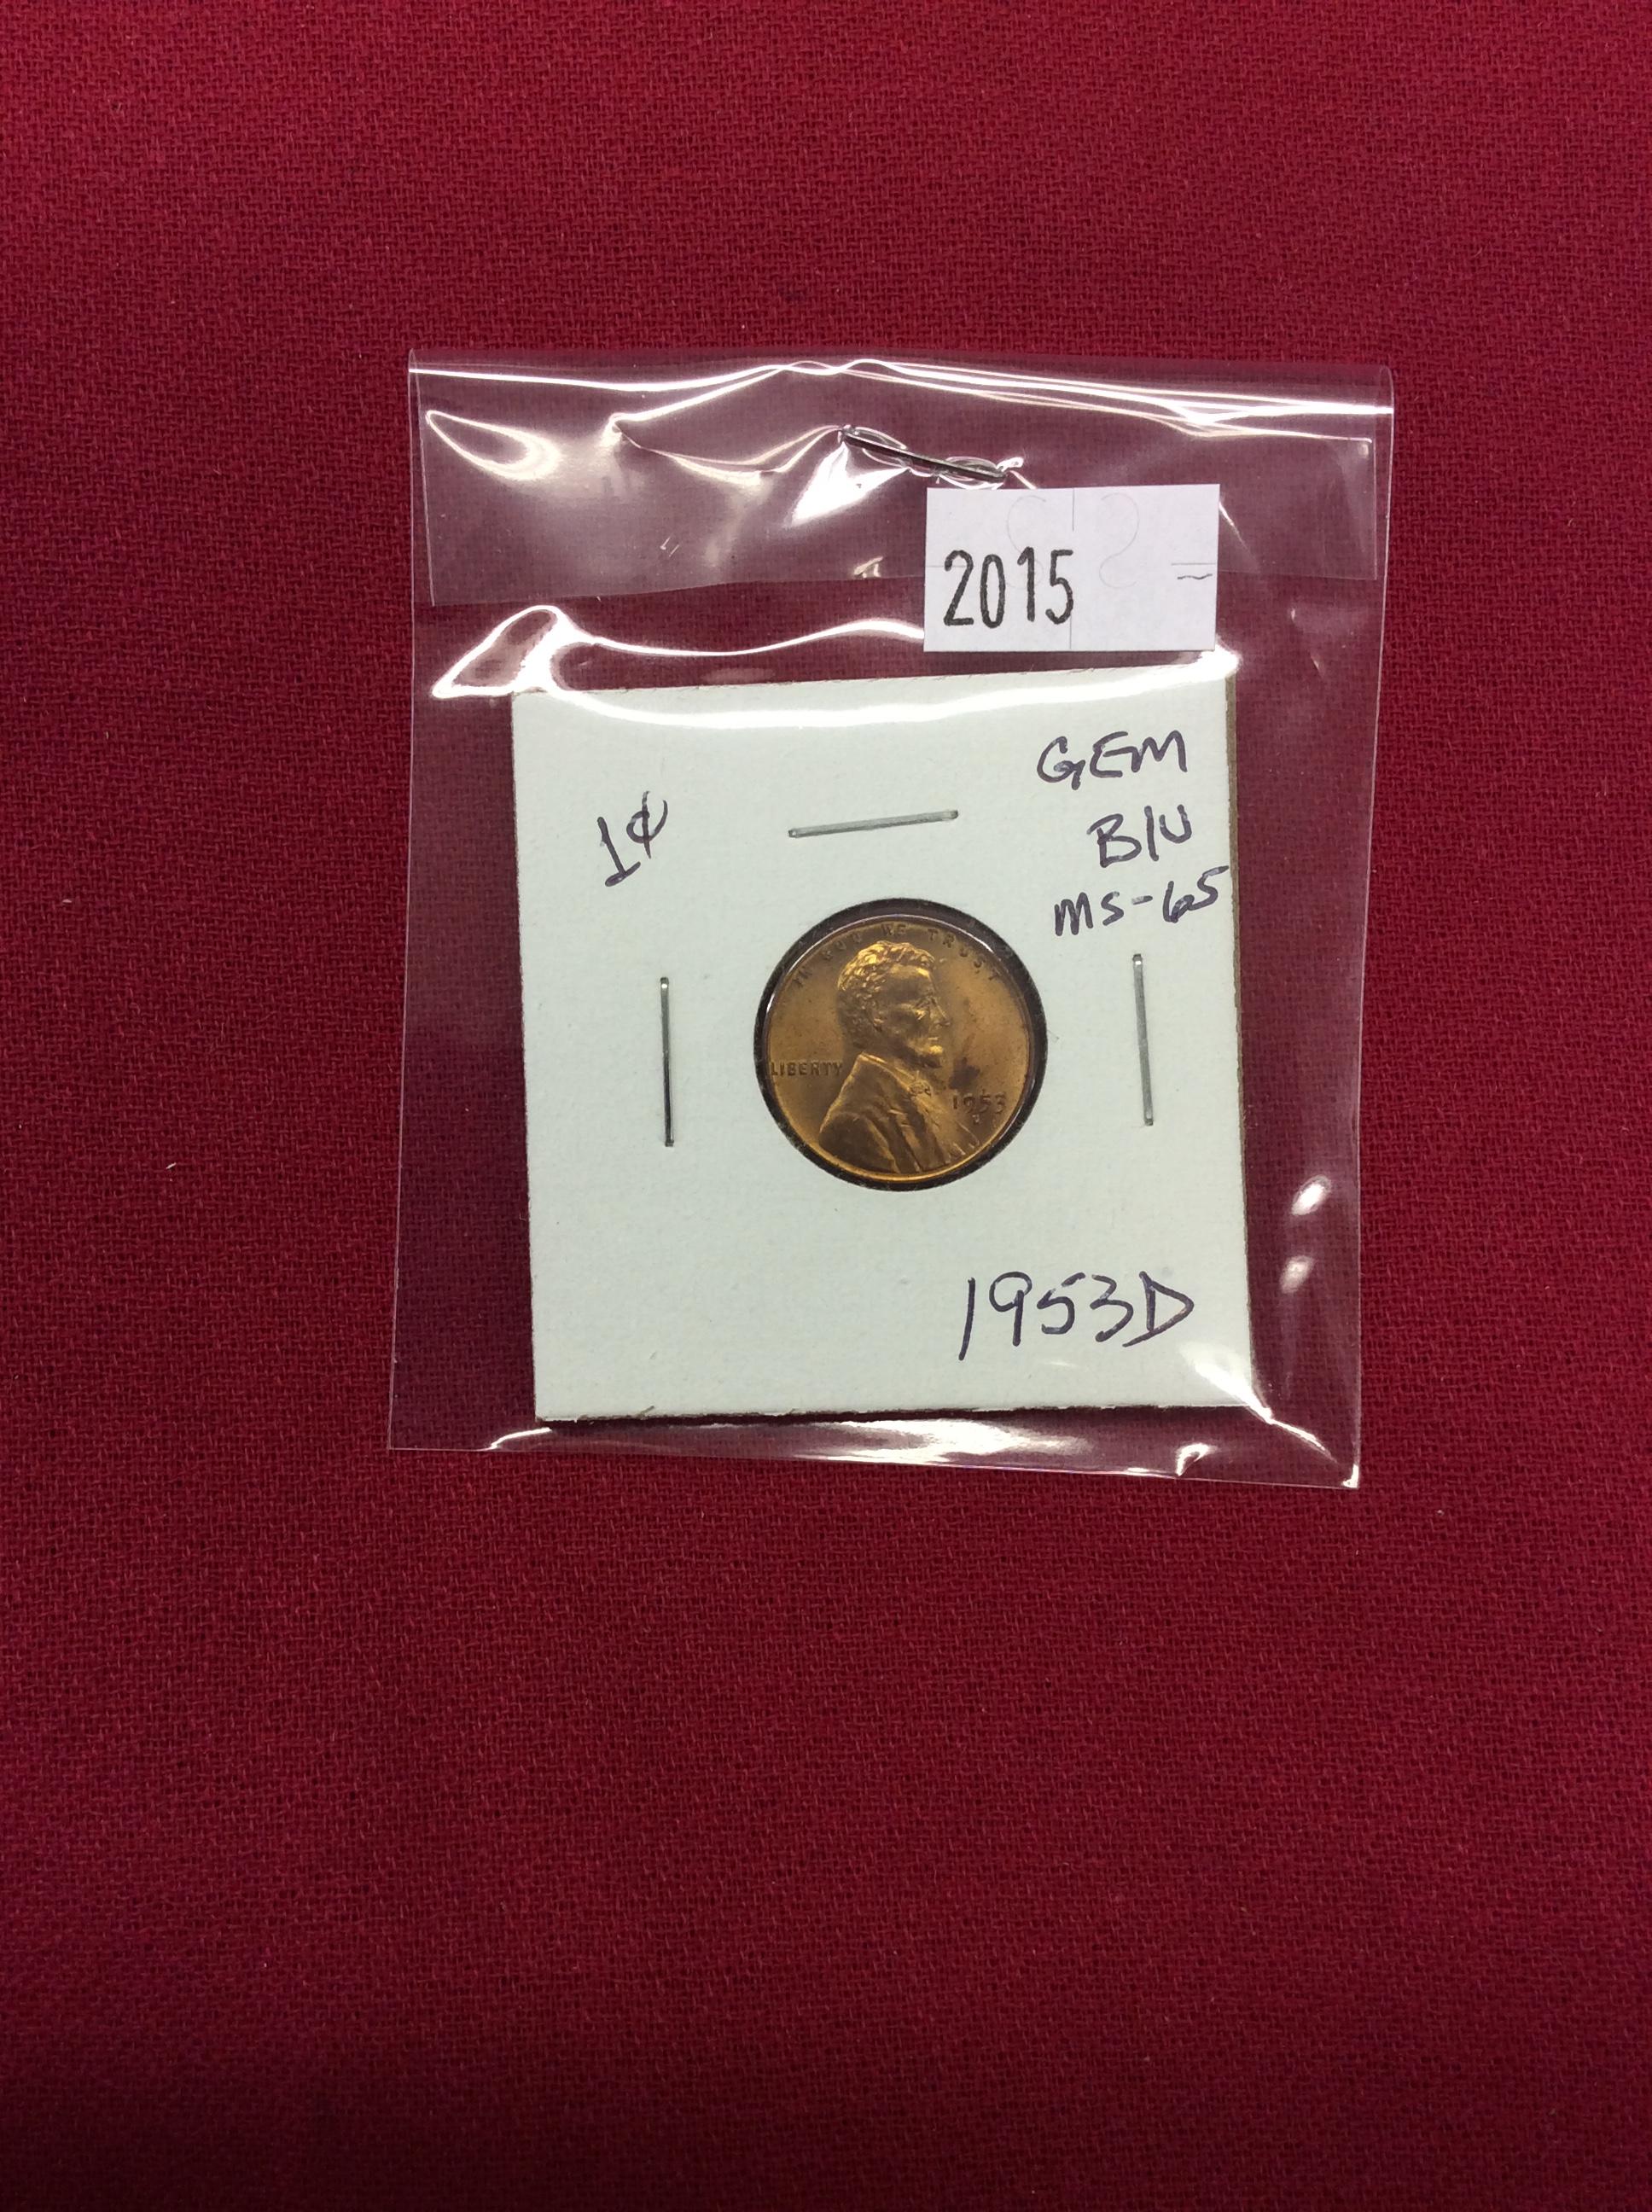 2015
GEM
B/U
MS-65
1¢
IN GOD WE TRUST
LIBERTY
1953
D
1953D